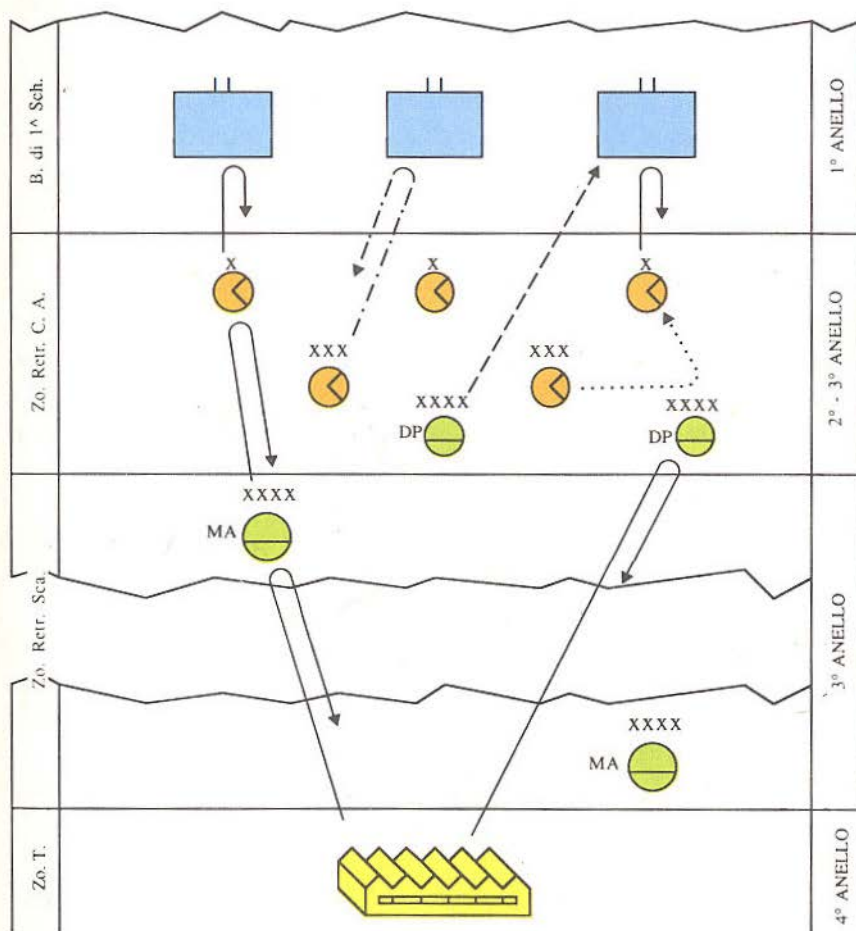 B. di 1^ Sch.
1° ANELLO
Zo. Retr. C. A.
X
X
X
XXX
XXX
XXXX
DP
XXXX
DP
2° - 3° ANELLO
XXXX
MA
Zo. Retr. Sca.
3° ANELLO
XXXX
MA
Zo. T.
4° ANELLO